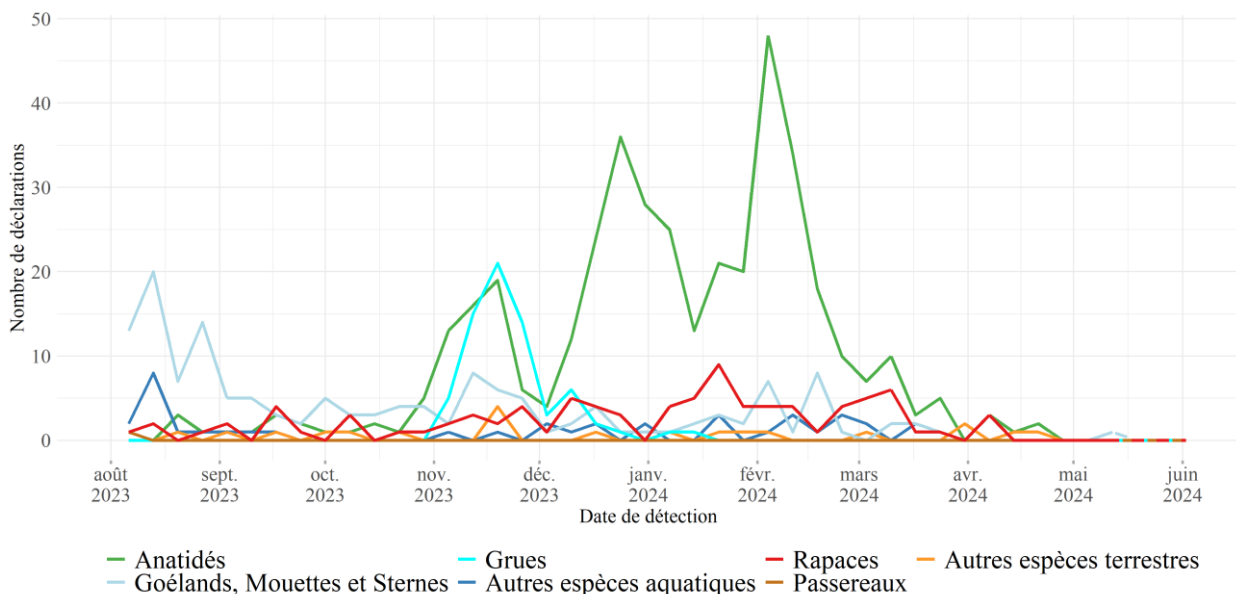 50
40
30
20
10
0
Nombre de déclarations
août sept. oct. nov. déc. janv. févr. mars avr. mai juin
2023 2023 2023 2023 2023 2024 2024 2024 2024 2024 2024
Date de détection
Anatidés Grues Rapaces Autres espèces terrestres
Goélands, Mouettes et Sternes Autres espèces aquatiques Passereaux